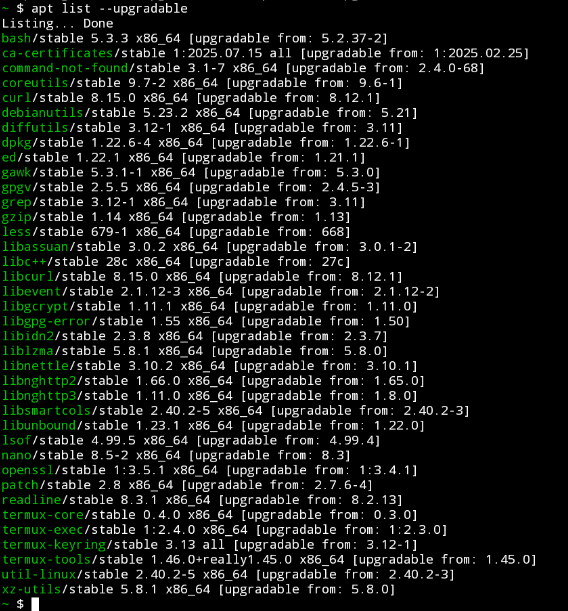 ~ $ apt list --upgradable
Listing... Done
bash/stable 5.3.3 x86_64 [upgradable from: 5.2.37-2]
ca-certificates/stable 1:2025.07.15 all [upgradable from: 1:2025.02.25]
command-not-found/stable 3.1-7 x86_64 [upgradable from: 2.4.0-68]
coreutils/stable 9.7-2 x86_64 [upgradable from: 9.6-1]
curl/stable 8.15.0 x86_64 [upgradable from: 8.12.1]
debianutils/stable 5.23.2 x86_64 [upgradable from: 5.21]
diffutils/stable 3.12-1 x86_64 [upgradable from: 3.11]
dpkg/stable 1.22.6-4 x86_64 [upgradable from: 1.22.6-1]
ed/stable 1.22.1 x86_64 [upgradable from: 1.21.1]
gawk/stable 5.3.1-1 x86_64 [upgradable from: 5.3.0]
gpgv/stable 2.5.5 x86_64 [upgradable from: 2.4.5-3]
grep/stable 3.12-1 x86_64 [upgradable from: 3.11]
gzip/stable 1.14 x86_64 [upgradable from: 1.13]
less/stable 679-1 x86_64 [upgradable from: 668]
libassuan/stable 3.0.2 x86_64 [upgradable from: 3.0.1-2]
libc++/stable 28c x86_64 [upgradable from: 27c]
libcurl/stable 8.15.0 x86_64 [upgradable from: 8.12.1]
libevent/stable 2.1.12-3 x86_64 [upgradable from: 2.1.12-2]
libgcrypt/stable 1.11.1 x86_64 [upgradable from: 1.11.0]
libgpg-error/stable 1.55 x86_64 [upgradable from: 1.50]
libidn2/stable 2.3.8 x86_64 [upgradable from: 2.3.7]
liblzma/stable 5.8.1 x86_64 [upgradable from: 5.8.0]
libnettle/stable 3.10.2 x86_64 [upgradable from: 3.10.1]
libnghttp2/stable 1.66.0 x86_64 [upgradable from: 1.65.0]
libnghttp3/stable 1.11.0 x86_64 [upgradable from: 1.8.0]
libsmartcols/stable 2.40.2-5 x86_64 [upgradable from: 2.40.2-3]
libunbound/stable 1.23.1 x86_64 [upgradable from: 1.22.0]
lsof/stable 4.99.5 x86_64 [upgradable from: 4.99.4]
nano/stable 8.5-2 x86_64 [upgradable from: 8.3]
openssl/stable 1:3.5.1 x86_64 [upgradable from: 1:3.4.1]
patch/stable 2.8 x86_64 [upgradable from: 2.7.6-4]
readline/stable 8.3.1 x86_64 [upgradable from: 8.2.13]
termux-core/stable 0.4.0 x86_64 [upgradable from: 0.3.0]
termux-exec/stable 1:2.4.0 x86_64 [upgradable from: 1:2.3.0]
termux-keyring/stable 3.13 all [upgradable from: 3.12-1]
termux-tools/stable 1.46.0+really1.45.0 x86_64 [upgradable from: 1.45.0]
util-linux/stable 2.40.2-5 x86_64 [upgradable from: 2.40.2-3]
xz-utils/stable 5.8.1 x86_64 [upgradable from: 5.8.0]
~ $